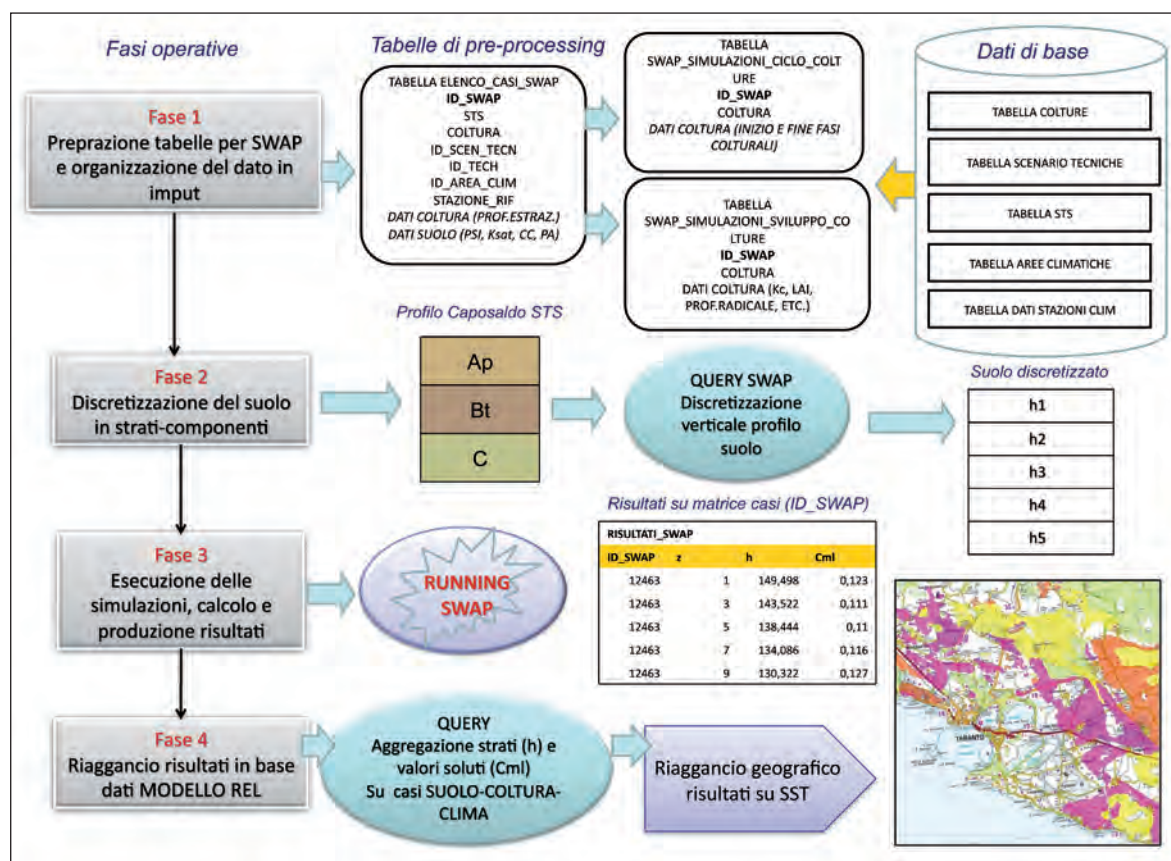 Fasi operative
Tabelle di pre-processing
Dati di base
Fase 1
Preprazione tabelle per SWAP
e organizzazione del dato in
imput
TABELLA ELENCO_CASI_SWAP
ID_SWAP
STS
COLTURA
ID_SCEN_TECN
ID_TECH
ID_AREA_CLIM
STAZIONE_RIF
DATI COLTURA (PROF.ESTRAZ.)
DATI SUOLO (PSI, Ksat, CC, PA)
TABELLA
SWAP_SIMULAZIONI_CICLO_COLT
URE
ID_SWAP
COLTURA
DATI COLTURA (INIZIO E FINE FASI
COLTURALI)
TABELLA
SWAP_SIMULAZIONI_SVILUPPO_CO
LTURE
ID_SWAP
COLTURA
DATI COLTURA (Kc, LAI,
PROF.RADICALE, ETC.)
TABELLA COLTURE
TABELLA SCENARIO TECNICHE
TABELLA STS
TABELLA AREE CLIMATICHE
TABELLA DATI STAZIONI CLIM
Fase 2
Discretizzazione del suolo
in strati-componenti
Profilo Caposaldo STS
Ap
Bt
C
QUERY SWAP
Discretizzazione
verticale profilo
suolo
Suolo discretizzato
h1
h2
h3
h4
h5
Fase 3
Esecuzione delle
simulazioni, calcolo e
produzione risultati
RUNNING
SWAP
Risultati su matrice casi (ID_SWAP)
RISULTATI_SWAP
ID_SWAP z h Cml
12463 1 149,498 0,123
12463 3 143,522 0,111
12463 5 138,444 0,11
12463 7 134,086 0,116
12463 9 130,322 0,127
Fase 4
Riaggancio risultati in base
dati MODELLO REL
QUERY
Aggregazione strati (h) e
valori soluti (Cml)
Su casi SUOLO-COLTURA-
CLIMA
Riaggancio geografico
risultati su SST
TARANTO